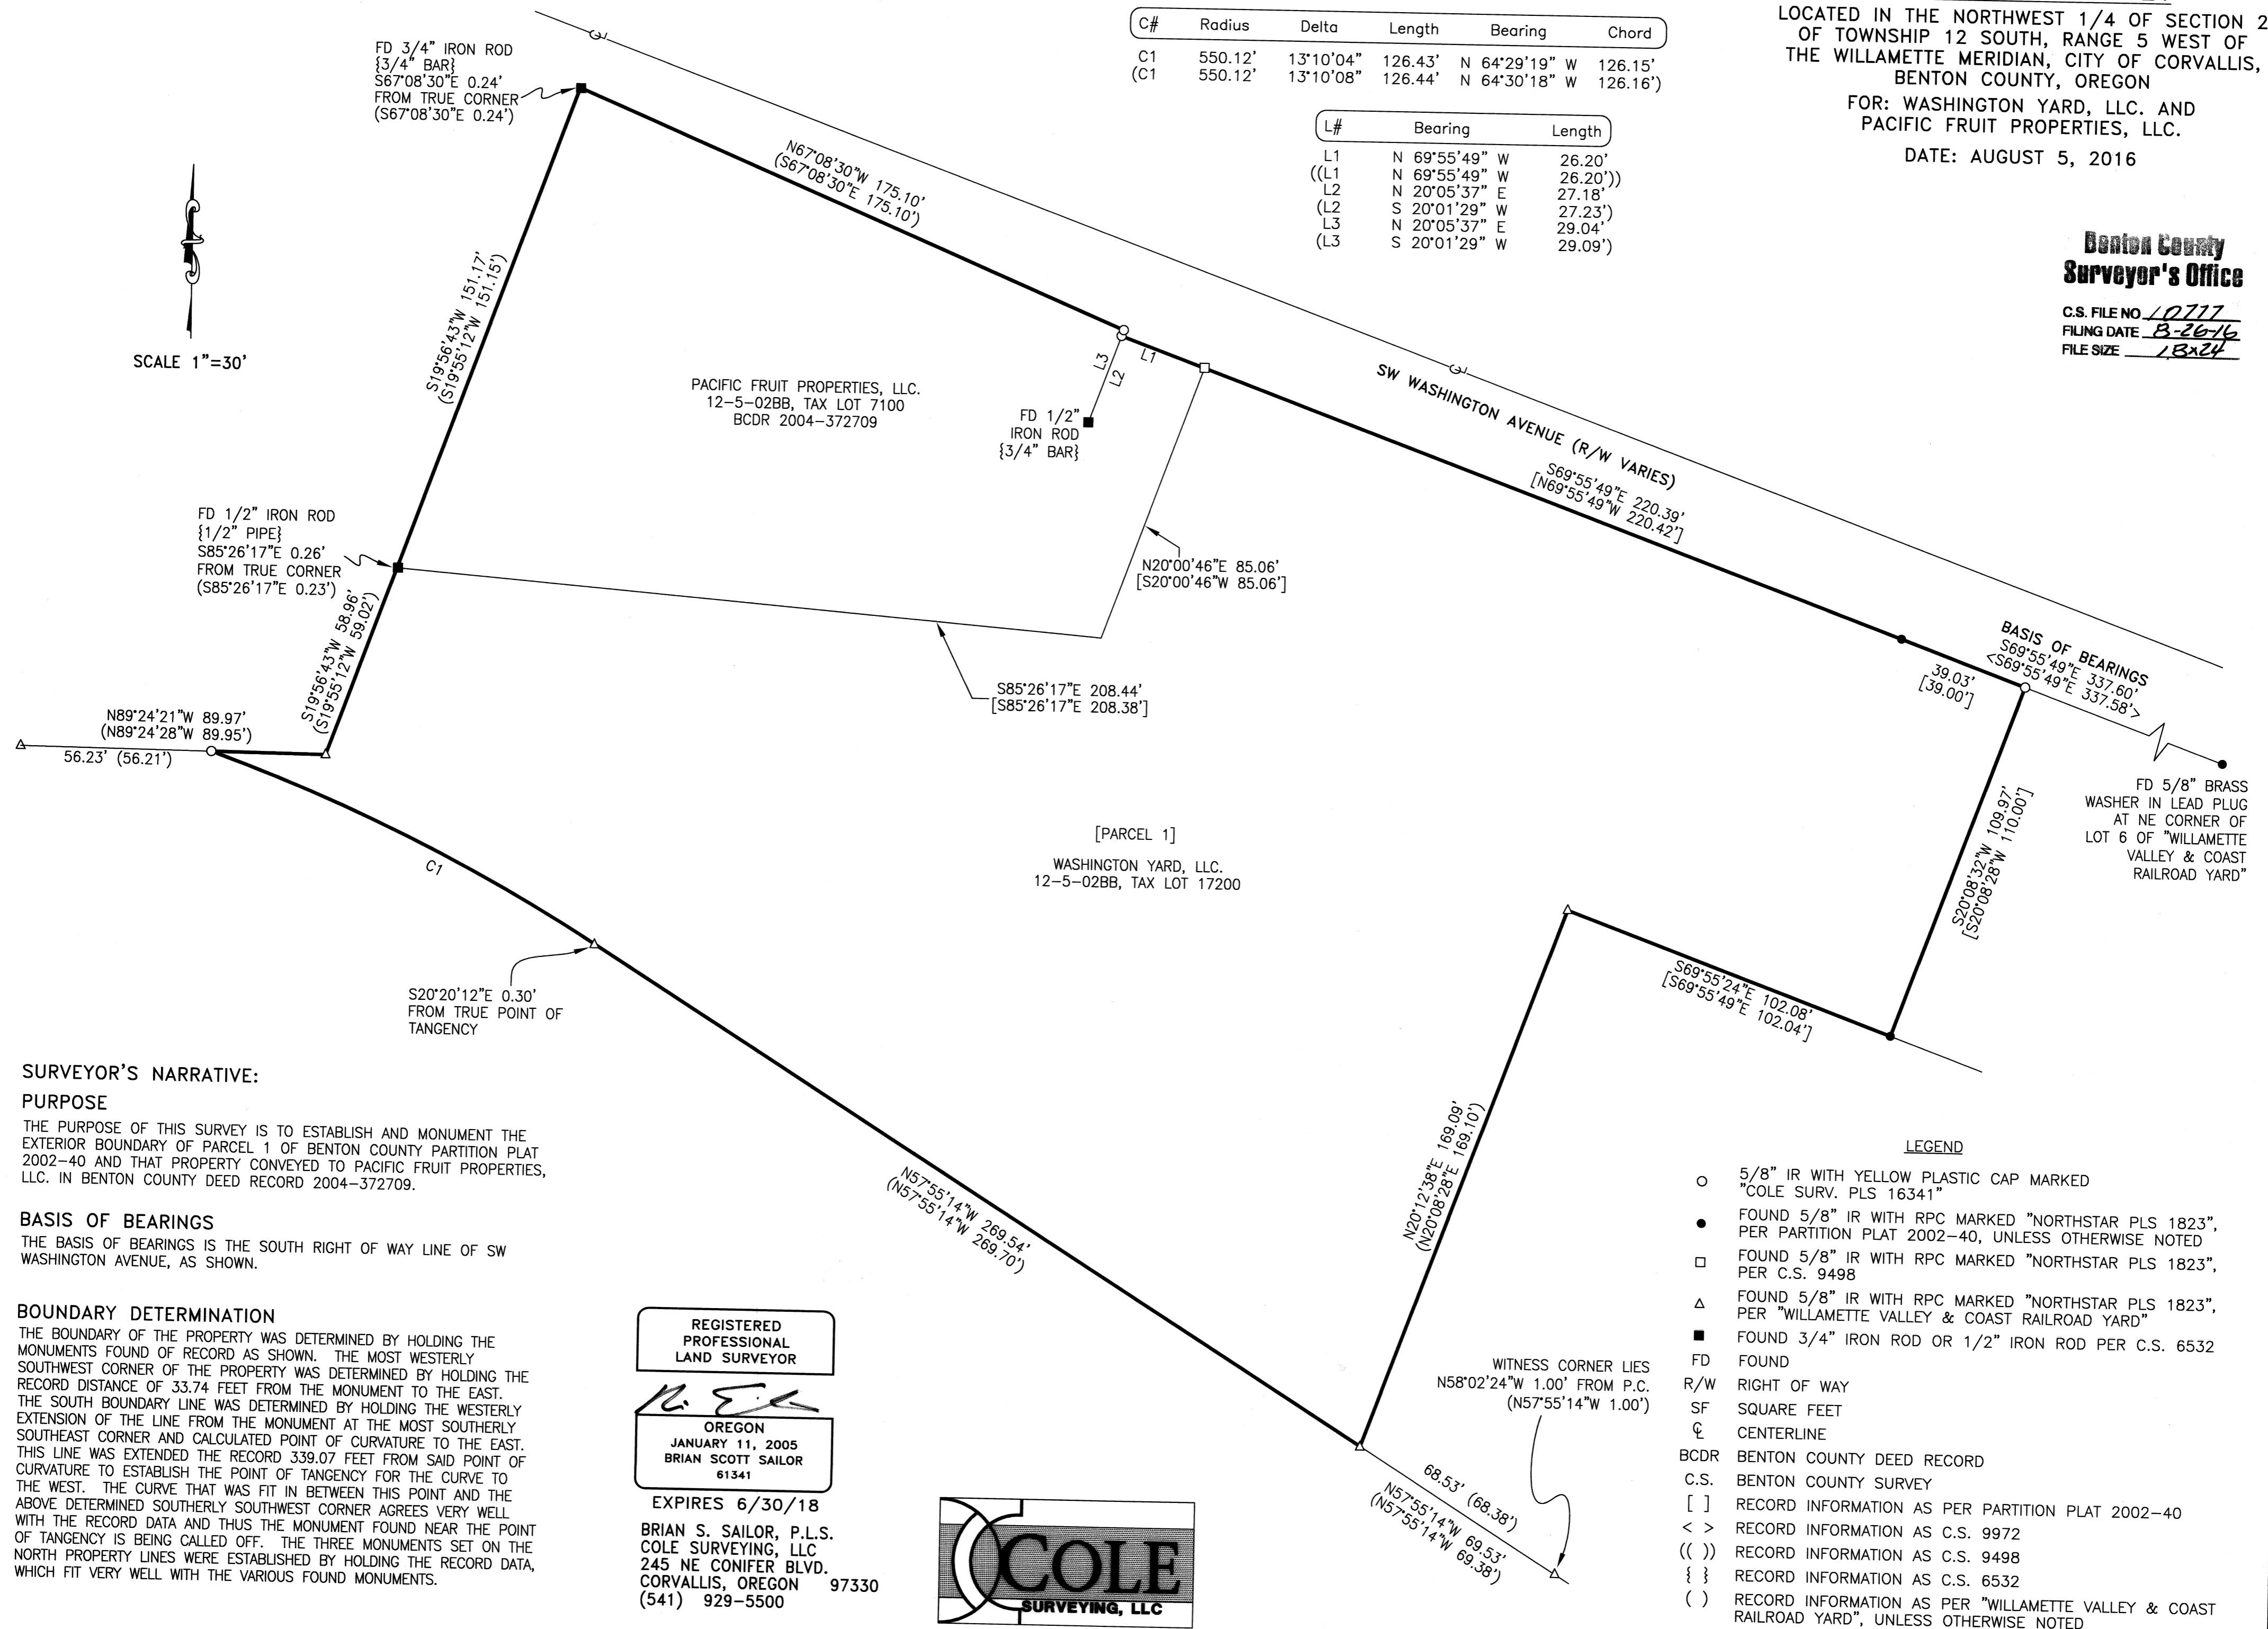 LOCATED IN THE NORTHWEST 1/4 OF SECTION 2
OF TOWNSHIP 12 SOUTH, RANGE 5 WEST OF
THE WILLAMETTE MERIDIAN, CITY OF CORVALLIS,
BENTON COUNTY, OREGON
FOR: WASHINGTON YARD, LLC. AND
PACIFIC FRUIT PROPERTIES, LLC.
DATE: AUGUST 5, 2016
Benton County
Surveyor's Office
C.S. FILE NO 10777
FILING DATE 8-26-16
FILE SIZE 18x24
C# Radius Delta Length Bearing Chord
C1 550.12' 13°10'04" 126.43' N 64°29'19" W 126.15'
(C1 550.12' 13°10'08" 126.44' N 64°30'18" W 126.16')
L# Bearing Length
L1 N 69°55'49" W 26.20'
((L1 N 69°55'49" W 26.20'))
L2 N 20°05'37" E 27.18'
(L2 S 20°01'29" W 27.23')
L3 N 20°05'37" E 29.04'
(L3 S 20°01'29" W 29.09')
FD 3/4" IRON ROD
{3/4" BAR}
S67°08'30"E 0.24'
FROM TRUE CORNER
(S67°08'30"E 0.24')
SCALE 1"=30'
N67°08'30"W 175.10'
(S67°08'30"E 175.10')
S19°56'43"W 151.17'
(S19°55'12"W 151.15')
PACIFIC FRUIT PROPERTIES, LLC.
12-5-02BB, TAX LOT 7100
BCDR 2004-372709
L3
L2
L1
FD 1/2"
IRON ROD
{3/4" BAR}
SW WASHINGTON AVENUE (R/W VARIES)
S69°55'49"E 220.39'
[N69°55'49"W 220.42']
FD 1/2" IRON ROD
{1/2" PIPE}
S85°26'17"E 0.26'
FROM TRUE CORNER
(S85°26'17"E 0.23')
N20°00'46"E 85.06'
[S20°00'46"W 85.06']
S85°26'17"E 208.44'
[S85°26'17"E 208.38']
S19°56'43"W 58.96'
(S19°55'12"W 59.02')
N89°24'21"W 89.97'
(N89°24'28"W 89.95')
56.23' (56.21')
BASIS OF BEARINGS
S69°55'49"E 337.60'
<S69°55'49"E 337.58'>
39.03'
[39.00']
FD 5/8" BRASS
WASHER IN LEAD PLUG
AT NE CORNER OF
LOT 6 OF "WILLAMETTE
VALLEY & COAST
RAILROAD YARD"
S20°08'32"W 109.97'
[S20°08'28"W 110.00']
[PARCEL 1]
WASHINGTON YARD, LLC.
12-5-02BB, TAX LOT 17200
C1
S20°20'12"E 0.30'
FROM TRUE POINT OF
TANGENCY
S69°55'24"E 102.08'
[S69°55'49"E 102.04']
N20°12'38"E 169.09'
(N20°08'28"E 169.10')
N57°55'14"W 269.54'
(N57°55'14"W 269.70')
WITNESS CORNER LIES
N58°02'24"W 1.00' FROM P.C.
(N57°55'14"W 1.00')
68.53' (68.38')
N57°55'14"W 69.53'
(N57°55'14"W 69.38')
SURVEYOR'S NARRATIVE:
PURPOSE
THE PURPOSE OF THIS SURVEY IS TO ESTABLISH AND MONUMENT THE
EXTERIOR BOUNDARY OF PARCEL 1 OF BENTON COUNTY PARTITION PLAT
2002-40 AND THAT PROPERTY CONVEYED TO PACIFIC FRUIT PROPERTIES,
LLC. IN BENTON COUNTY DEED RECORD 2004-372709.
BASIS OF BEARINGS
THE BASIS OF BEARINGS IS THE SOUTH RIGHT OF WAY LINE OF SW
WASHINGTON AVENUE, AS SHOWN.
BOUNDARY DETERMINATION
THE BOUNDARY OF THE PROPERTY WAS DETERMINED BY HOLDING THE
MONUMENTS FOUND OF RECORD AS SHOWN. THE MOST WESTERLY
SOUTHWEST CORNER OF THE PROPERTY WAS DETERMINED BY HOLDING THE
RECORD DISTANCE OF 33.74 FEET FROM THE MONUMENT TO THE EAST.
THE SOUTH BOUNDARY LINE WAS DETERMINED BY HOLDING THE WESTERLY
EXTENSION OF THE LINE FROM THE MONUMENT AT THE MOST SOUTHERLY
SOUTHEAST CORNER AND CALCULATED POINT OF CURVATURE TO THE EAST.
THIS LINE WAS EXTENDED THE RECORD 339.07 FEET FROM SAID POINT OF
CURVATURE TO ESTABLISH THE POINT OF TANGENCY FOR THE CURVE TO
THE WEST. THE CURVE THAT WAS FIT IN BETWEEN THIS POINT AND THE
ABOVE DETERMINED SOUTHERLY SOUTHWEST CORNER AGREES VERY WELL
WITH THE RECORD DATA AND THUS THE MONUMENT FOUND NEAR THE POINT
OF TANGENCY IS BEING CALLED OFF. THE THREE MONUMENTS SET ON THE
NORTH PROPERTY LINES WERE ESTABLISHED BY HOLDING THE RECORD DATA,
WHICH FIT VERY WELL WITH THE VARIOUS FOUND MONUMENTS.
REGISTERED
PROFESSIONAL
LAND SURVEYOR
OREGON
JANUARY 11, 2005
BRIAN SCOTT SAILOR
61341
EXPIRES 6/30/18
BRIAN S. SAILOR, P.L.S.
COLE SURVEYING, LLC
245 NE CONIFER BLVD.
CORVALLIS, OREGON 97330
(541) 929-5500
COLE
SURVEYING, LLC
LEGEND
5/8" IR WITH YELLOW PLASTIC CAP MARKED
"COLE SURV. PLS 16341"
FOUND 5/8" IR WITH RPC MARKED "NORTHSTAR PLS 1823",
PER PARTITION PLAT 2002-40, UNLESS OTHERWISE NOTED
FOUND 5/8" IR WITH RPC MARKED "NORTHSTAR PLS 1823",
PER C.S. 9498
FOUND 5/8" IR WITH RPC MARKED "NORTHSTAR PLS 1823",
PER "WILLAMETTE VALLEY & COAST RAILROAD YARD"
FOUND 3/4" IRON ROD OR 1/2" IRON ROD PER C.S. 6532
FD FOUND
R/W RIGHT OF WAY
SF SQUARE FEET
℄ CENTERLINE
BCDR BENTON COUNTY DEED RECORD
C.S. BENTON COUNTY SURVEY
[ ] RECORD INFORMATION AS PER PARTITION PLAT 2002-40
< > RECORD INFORMATION AS C.S. 9972
(( )) RECORD INFORMATION AS C.S. 9498
{ } RECORD INFORMATION AS C.S. 6532
( ) RECORD INFORMATION AS PER "WILLAMETTE VALLEY & COAST
RAILROAD YARD", UNLESS OTHERWISE NOTED